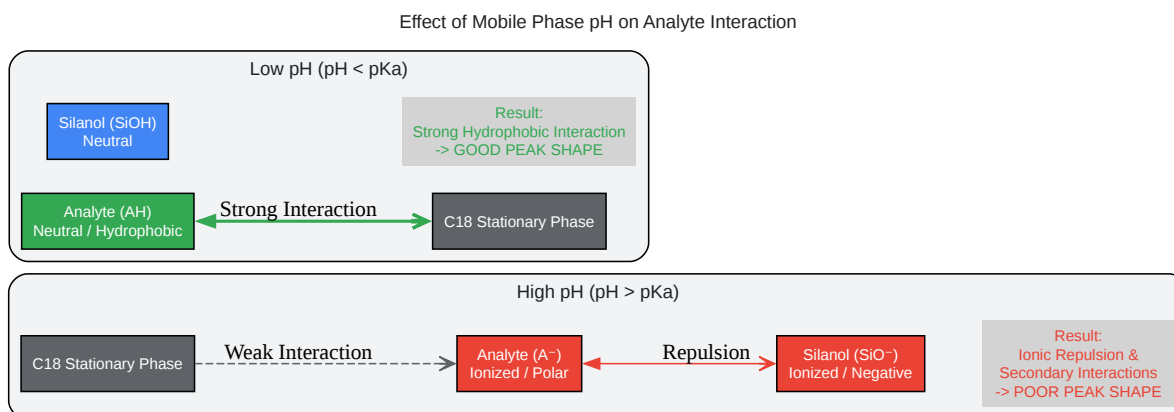 Effect of Mobile Phase pH on Analyte Interaction
Low pH (pH < pKa)
Silanol (SiOH)
Neutral
Result:
Strong Hydrophobic Interaction
-> GOOD PEAK SHAPE
Analyte (AH)
Neutral / Hydrophobic
Strong Interaction
C18 Stationary Phase
High pH (pH > pKa)
C18 Stationary Phase
Weak Interaction
Analyte (A⁻)
Ionized / Polar
Repulsion
Silanol (SiO⁻)
Ionized / Negative
Result:
Ionic Repulsion &
Secondary Interactions
-> POOR PEAK SHAPE